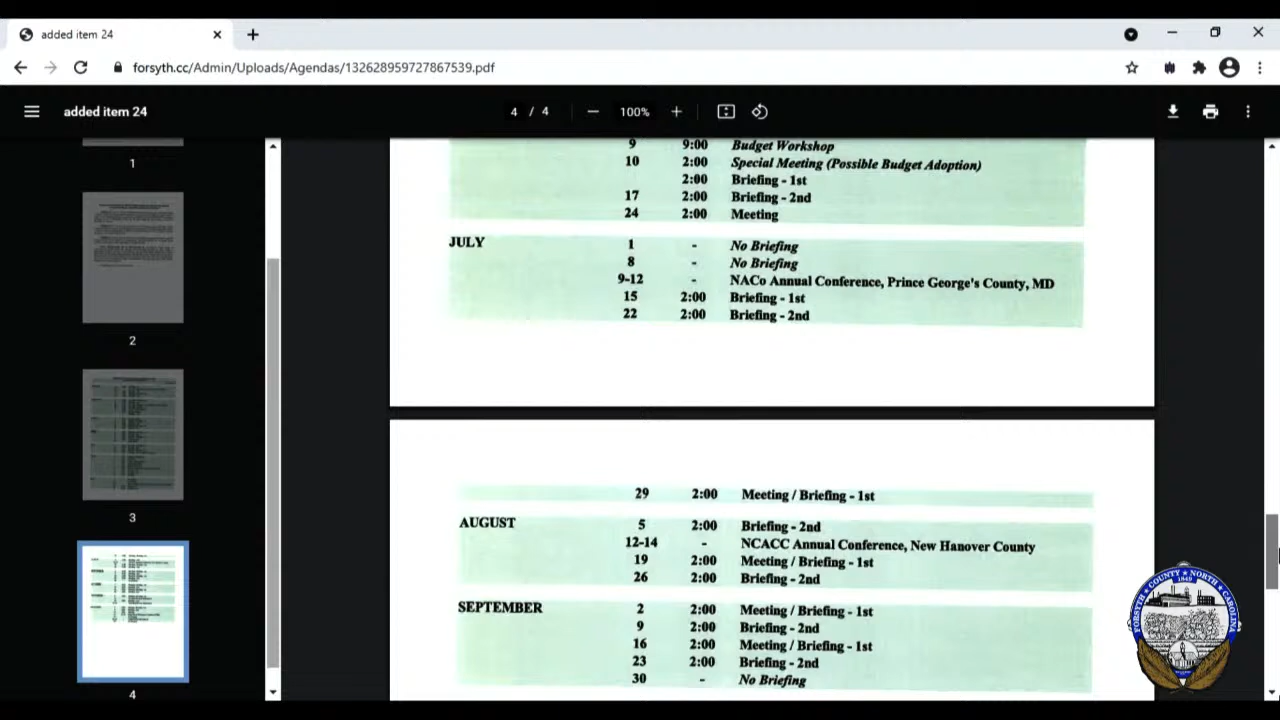 added item 24
forsyth.cc/Admin/Uploads/Agendas/132628959727867539.pdf
added item 24
4 / 4
100%
1
2
3
4
9 9:00 Budget Workshop
10 2:00 Special Meeting (Possible Budget Adoption)
2:00 Briefing - 1st
17 2:00 Briefing - 2nd
24 2:00 Meeting
JULY 1 - No Briefing
8 - No Briefing
9-12 - NACo Annual Conference, Prince George's County, MD
15 2:00 Briefing - 1st
22 2:00 Briefing - 2nd
29 2:00 Meeting / Briefing - 1st
AUGUST 5 2:00 Briefing - 2nd
12-14 - NCACC Annual Conference, New Hanover County
19 2:00 Meeting / Briefing - 1st
26 2:00 Briefing - 2nd
SEPTEMBER 2 2:00 Meeting / Briefing - 1st
9 2:00 Briefing - 2nd
16 2:00 Meeting / Briefing - 1st
23 2:00 Briefing - 2nd
30 - No Briefing
FORSYTH COUNTY ★ NORTH CAROLINA
1849